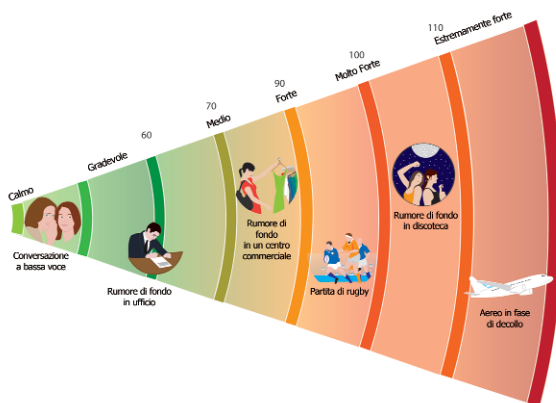 Calmo
Gradevole
60
Medio
70
Forte
90
Molto Forte
100
Estremamente forte
110
Conversazione
a bassa voce
Rumore di fondo
in ufficio
Rumore di
fondo
in un centro
commerciale
Partita di rugby
Rumore di fondo
in discoteca
Aereo in fase
di decollo